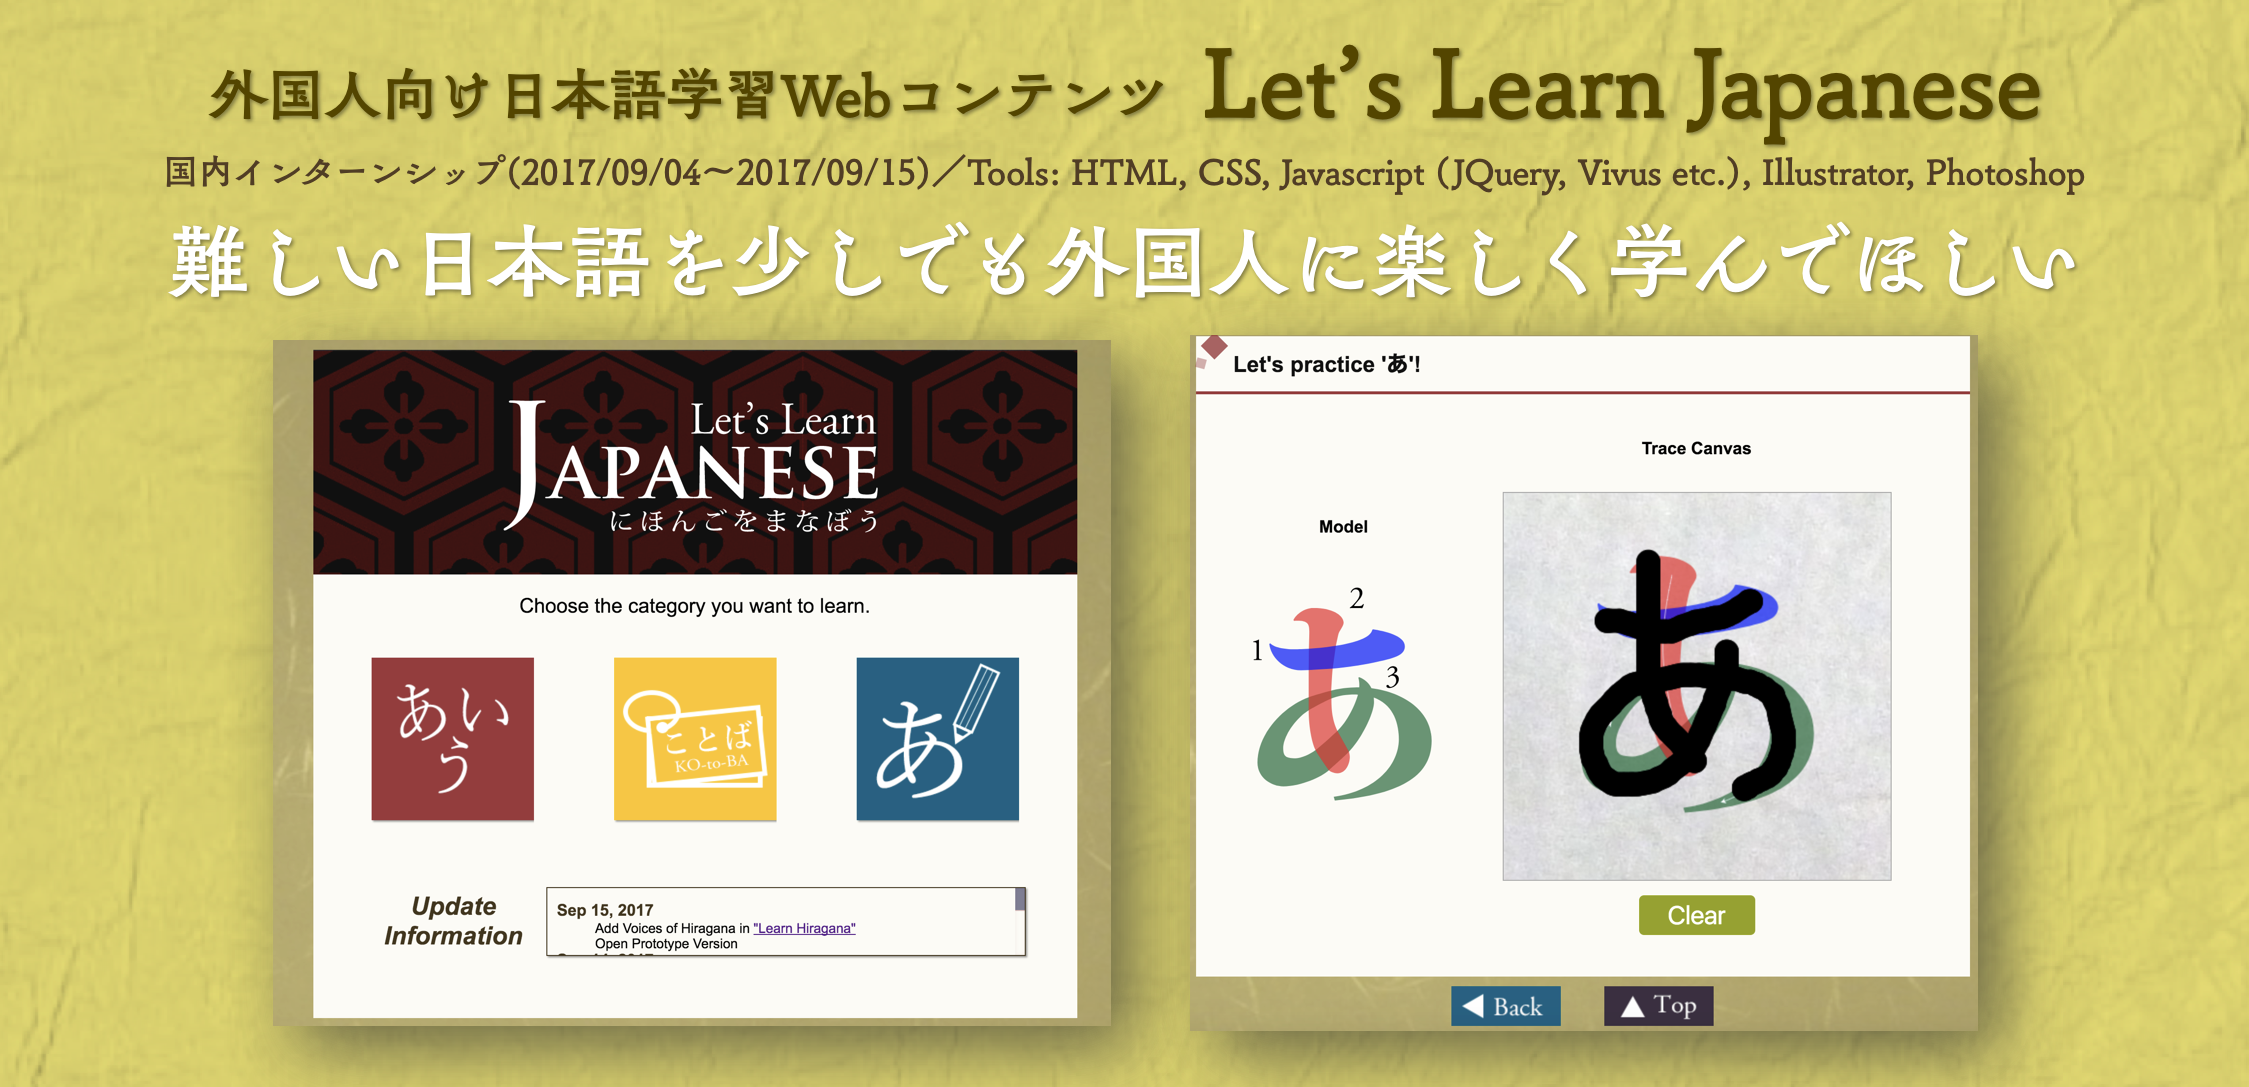 外国人向け日本語学習Webコンテンツ Let's Learn Japanese
国内インターンシップ(2017/09/04〜2017/09/15)／Tools: HTML, CSS, Javascript (JQuery, Vivus etc.), Illustrator, Photoshop
難しい日本語を少しでも外国人に楽しく学んでほしい
Let's Learn
JAPANESE
にほんごをまなぼう
Choose the category you want to learn.
あい
う
ことば
KO-to-BA
あ
Update
Information
Sep 15, 2017
Add Voices of Hiragana in "Learn Hiragana"
Open Prototype Version
Let's practice 'あ'!
Model
1
2
3
あ
Trace Canvas
あ
Clear
Back
Top